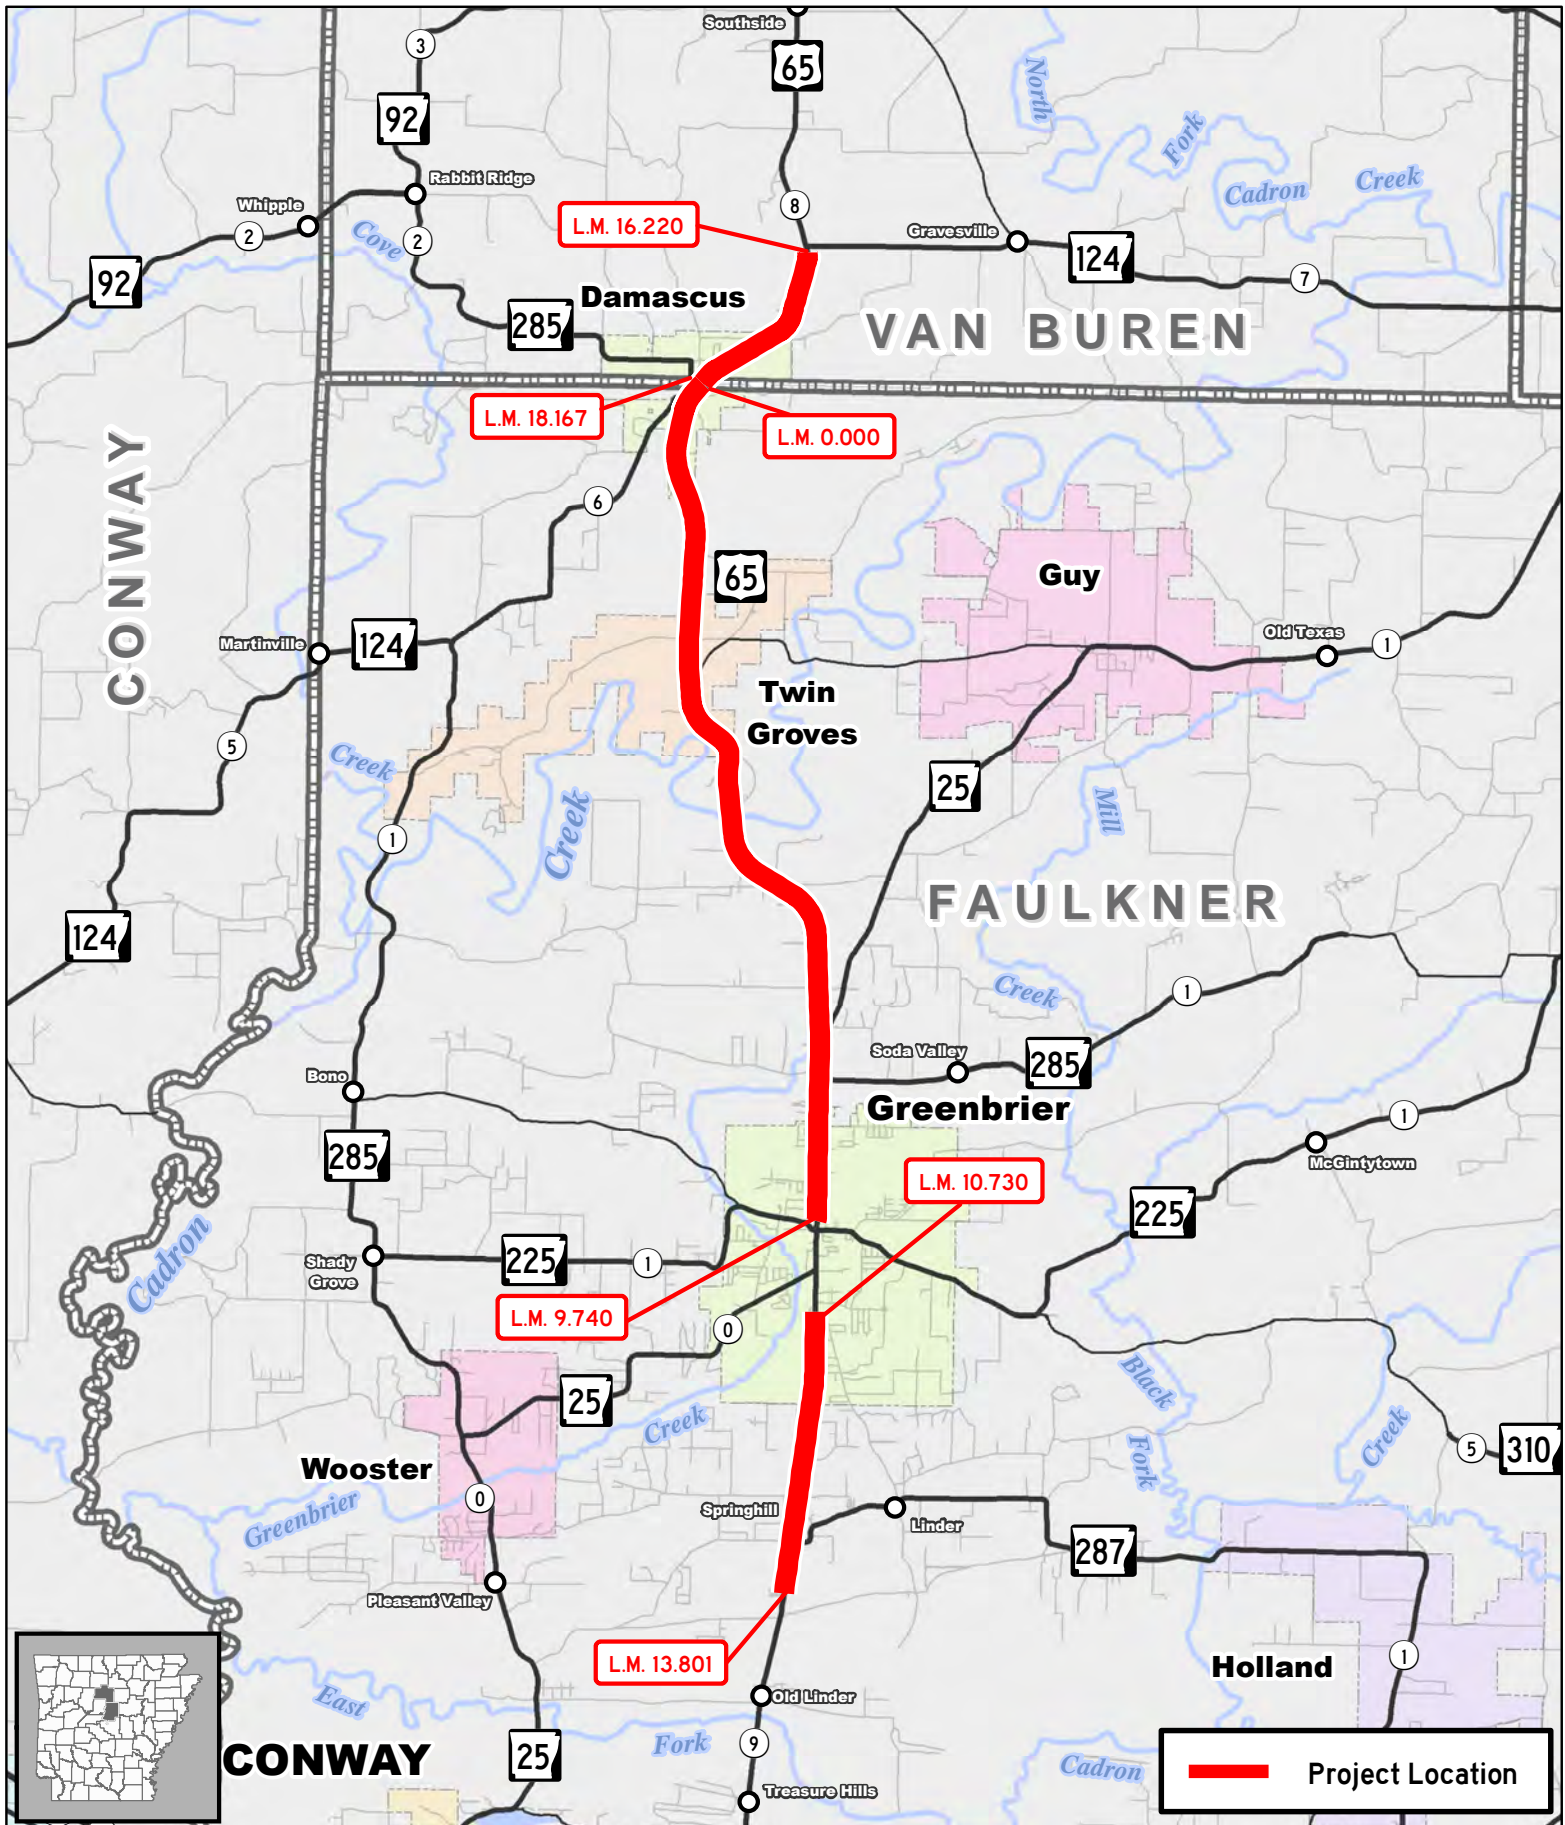 Southside
3
65
92
North
Fork
Rabbit Ridge
Cadron
Creek
Whipple
8
L.M. 16.220
2
Cove
2
Gravesville
124
92
7
Damascus
285
VAN BUREN
L.M. 18.167
L.M. 0.000
CONWAY
6
65
Guy
Martinville
124
Old Texas
1
Twin
Groves
5
Creek
25
Mill
Creek
1
FAULKNER
124
Creek
1
Soda Valley
285
Bono
Greenbrier
1
285
McGintytown
L.M. 10.730
225
Cadron
Shady
Grove
225
1
L.M. 9.740
0
Black
25
Creek
Creek
Fork
5
310
Wooster
0
Greenbrier
Springhill
Linder
287
Pleasant Valley
L.M. 13.801
1
Holland
East
Old Linder
CONWAY
25
Fork
9
Cadron
Treasure Hills
Project Location